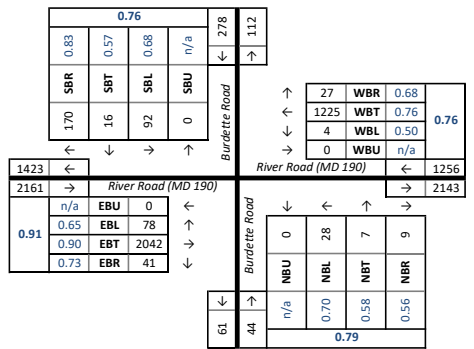 0.76
0.83 0.57 0.68 n/a
SBR SBT SBL SBU
170 16 92 0
← ↓ → ↑
278 112
↓ ↑
Burdette Road
↑ 27 WBR 0.68
← 1225 WBT 0.76
↓ 4 WBL 0.50
→ 0 WBU n/a
0.76
River Road (MD 190)
← 1256
→ 2143
1423 ←
2161 →
River Road (MD 190)
0.91
n/a EBU 0 ←
0.65 EBL 78 ↑
0.90 EBT 2042 →
0.73 EBR 41 ↓
Burdette Road
↓ ↑
61 44
↓ ← ↑ →
0 28 7 9
NBU NBL NBT NBR
n/a 0.70 0.58 0.56
0.79